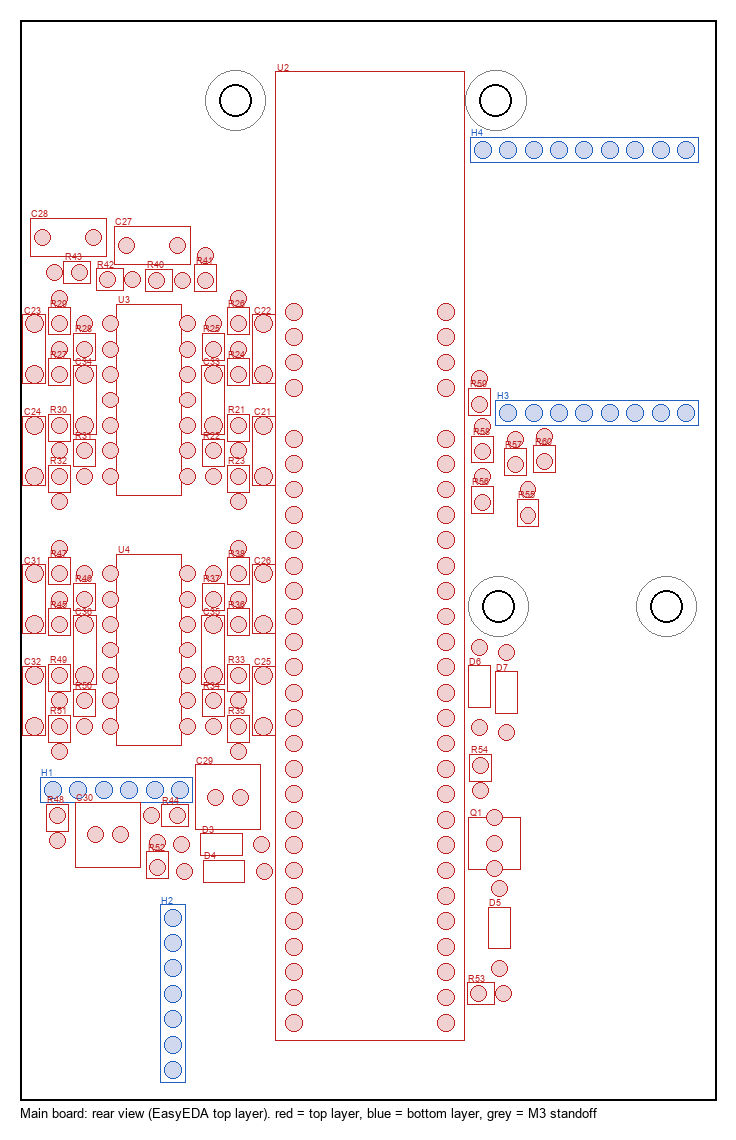 U2
H4
C28
C27
R43
R42
R40
R41
U3
R29
R26
C23
R28
R25
C22
R27
C34
C33
R24
R59
H3
C24
R30
R21
C21
R31
R22
R58
R57
R60
R32
R23
R56
R55
U4
C31
R47
R38
C26
R46
R37
R45
C36
C35
R36
C32
R49
R33
C25
D6
D7
R50
R34
R51
R35
R54
C29
H1
R48
C30
R44
Q1
D3
R52
D4
H2
D5
R53
Main board: rear view (EasyEDA top layer). red = top layer, blue = bottom layer, grey = M3 standoff